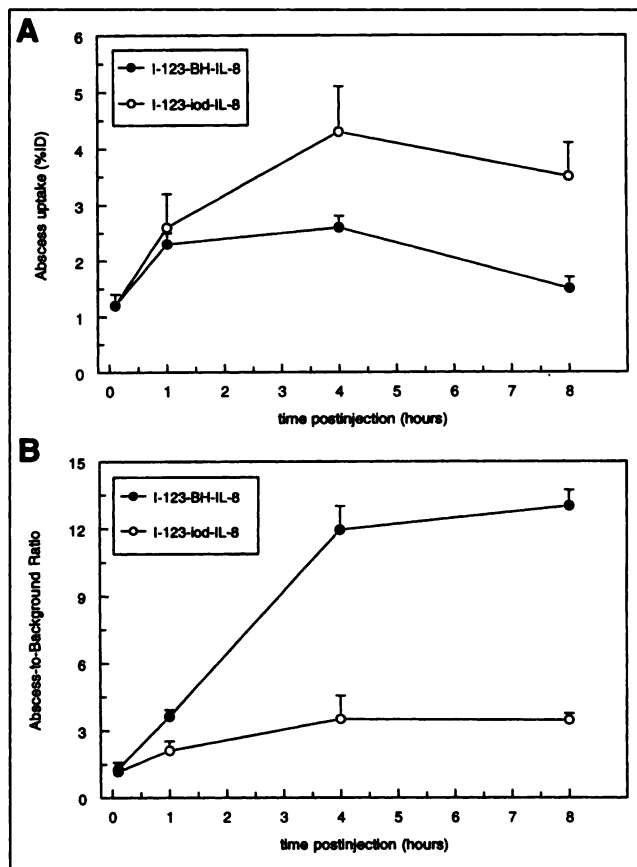 A
I-123-BH-IL-8
I-123-iod-IL-8
Abscess uptake (%ID)
6
5
4
3
2
1
0
0 1 2 3 4 5 6 7 8
time postinjection (hours)
B
I-123-BH-IL-8
I-123-iod-IL-8
Abscess-to-Background Ratio
15
12
9
6
3
0
0 1 2 3 4 5 6 7 8
time postinjection (hours)